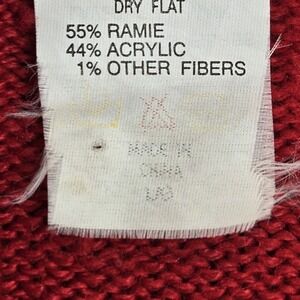 DRY FLAT
55% RAMIE
44% ACRYLIC
1% OTHER FIBERS
MADE IN
CHINA